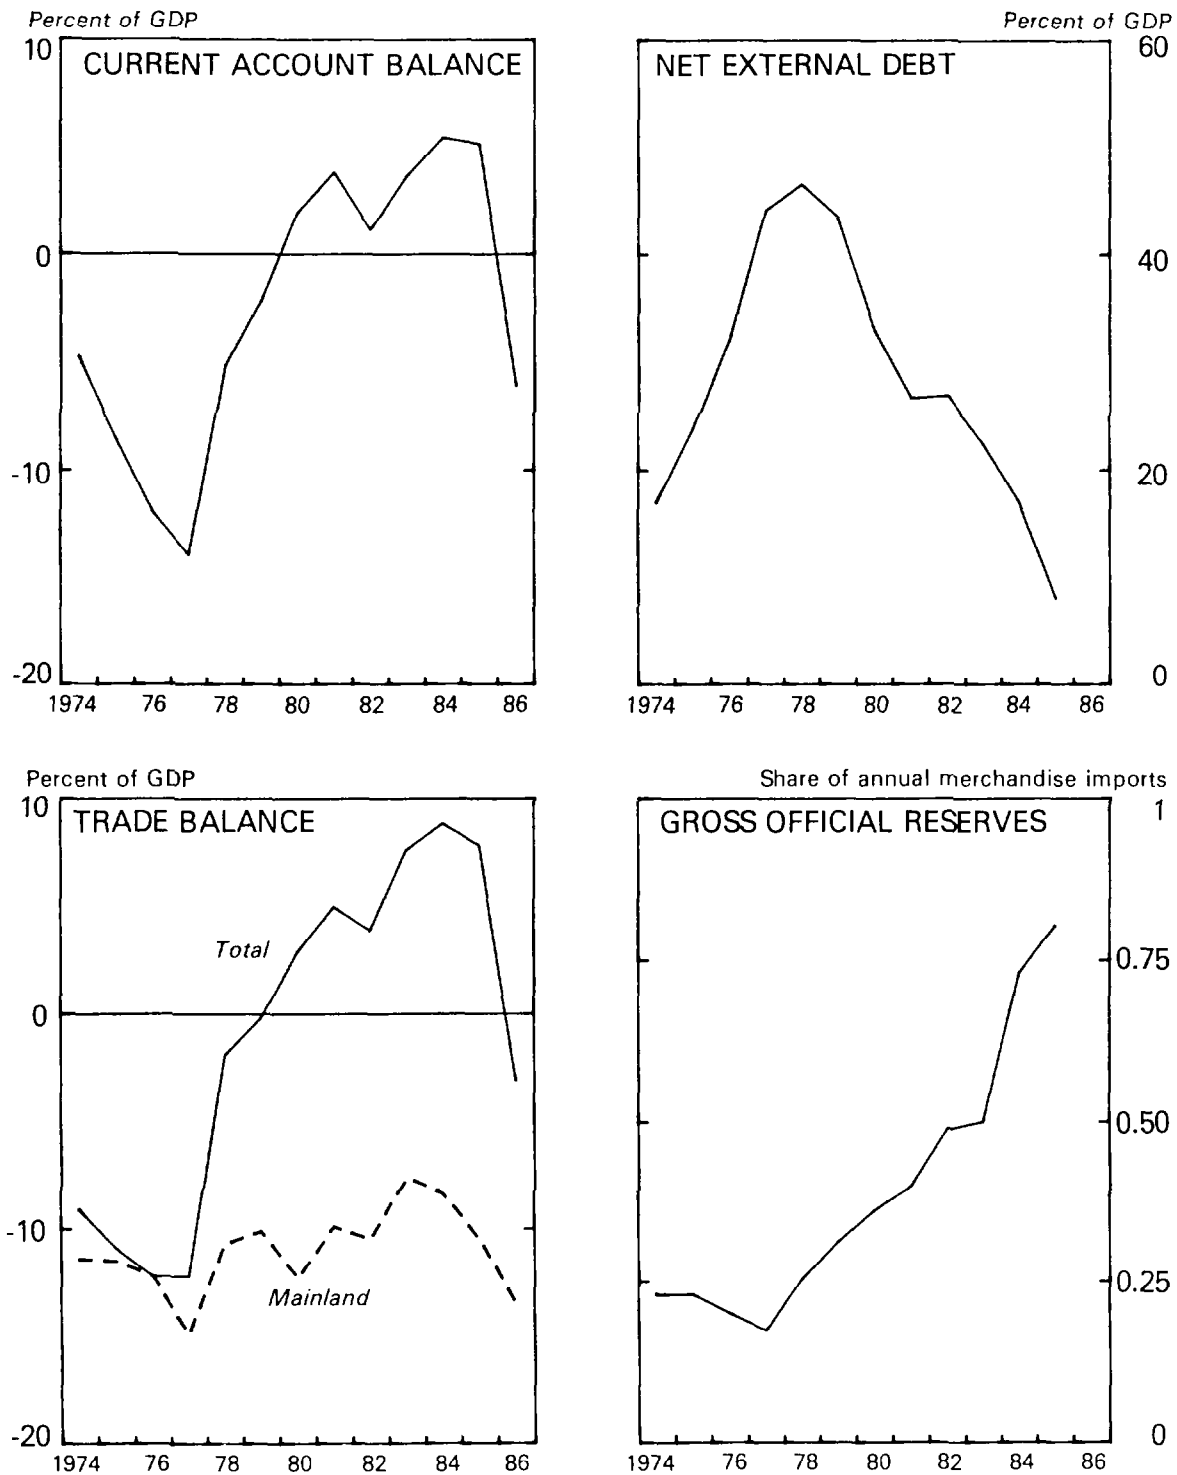 Percent of GDP
10
CURRENT ACCOUNT BALANCE
0
-10
-20
1974 76 78 80 82 84 86
Percent of GDP
60
NET EXTERNAL DEBT
40
20
0
1974 76 78 80 82 84 86
Percent of GDP
10
TRADE BALANCE
Total
0
-10
Mainland
-20
1974 76 78 80 82 84 86
Share of annual merchandise imports
1
GROSS OFFICIAL RESERVES
0.75
0.50
0.25
0
1974 76 78 80 82 84 86